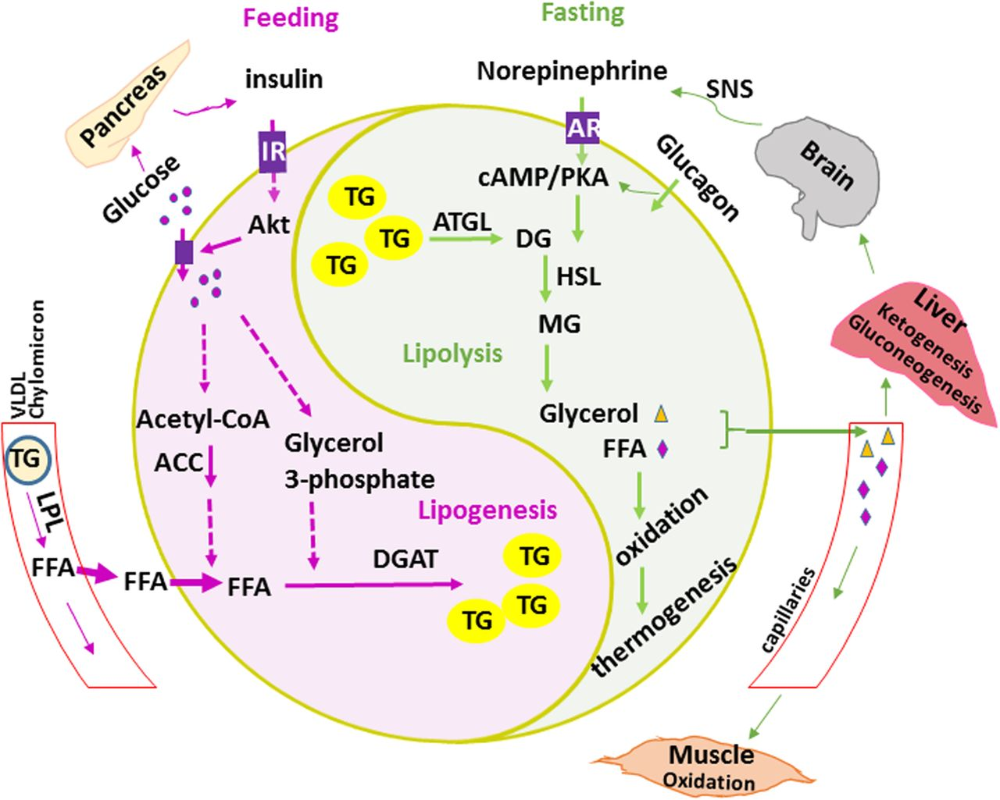 Feeding
Fasting
Pancreas
insulin
Norepinephrine
SNS
IR
AR
Glucose
Glucagon
Brain
cAMP/PKA
Akt
TG
TG
TG
ATGL
DG
HSL
MG
Lipolysis
Liver
Ketogenesis
Gluconeogenesis
VLDL
Chylomicron
TG
LPL
FFA
FFA
FFA
Acetyl-CoA
ACC
Glycerol
3-phosphate
Lipogenesis
DGAT
TG
TG
TG
Glycerol
FFA
oxidation
thermogenesis
capillaries
Muscle
Oxidation